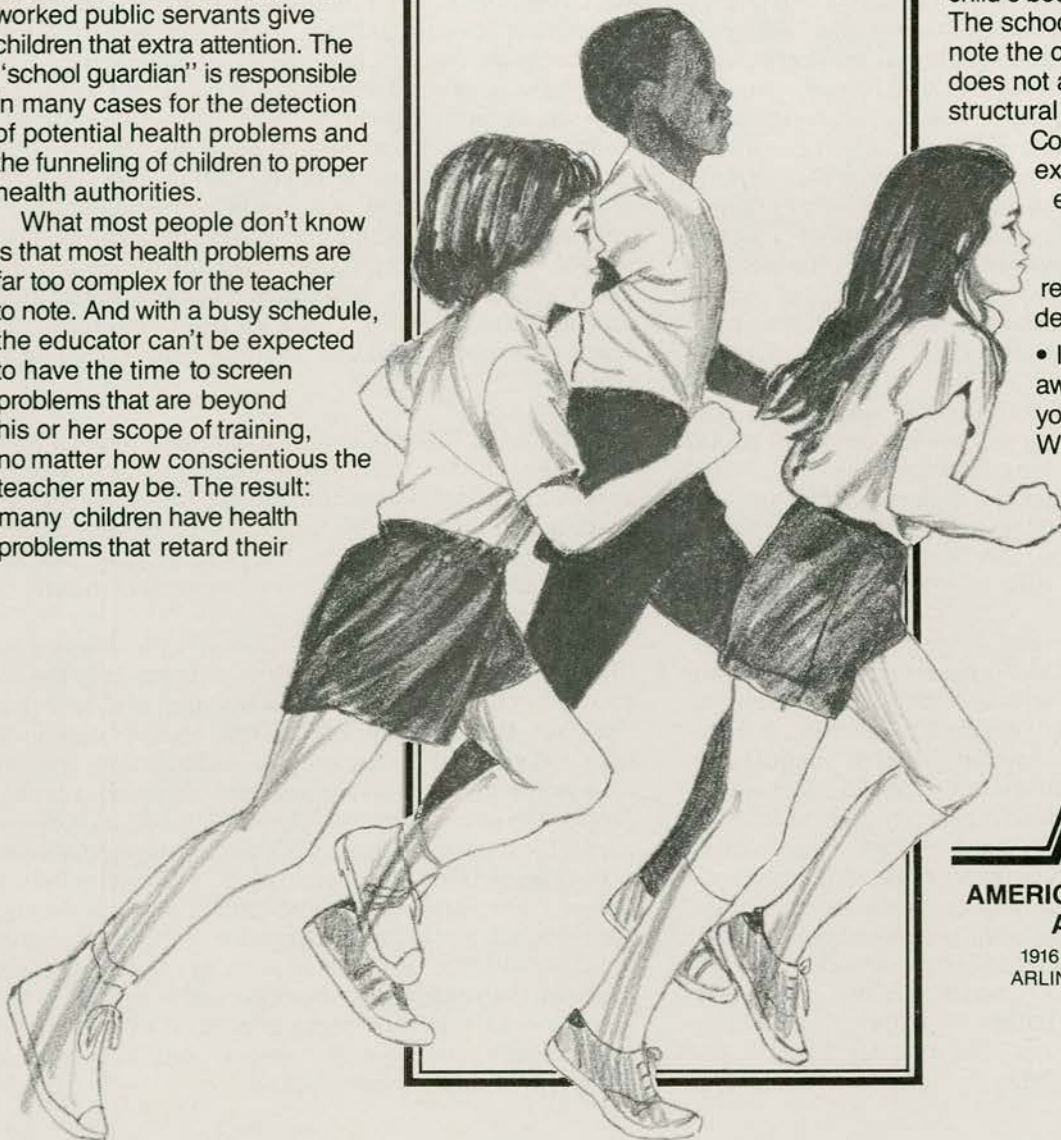 worked public servants give
children that extra attention. The
"school guardian" is responsible
in many cases for the detection
of potential health problems and
the funneling of children to proper
health authorities.
What most people don't know
is that most health problems are
far too complex for the teacher
to note. And with a busy schedule,
the educator can't be expected
to have the time to screen
problems that are beyond
his or her scope of training,
no matter how conscientious the
teacher may be. The result:
many children have health
problems that retard their
The schoo
note the c
does not a
structural
Co
ex
e
re
de
•
aw
yo
W
AMERIC
A
1916
ARLIN